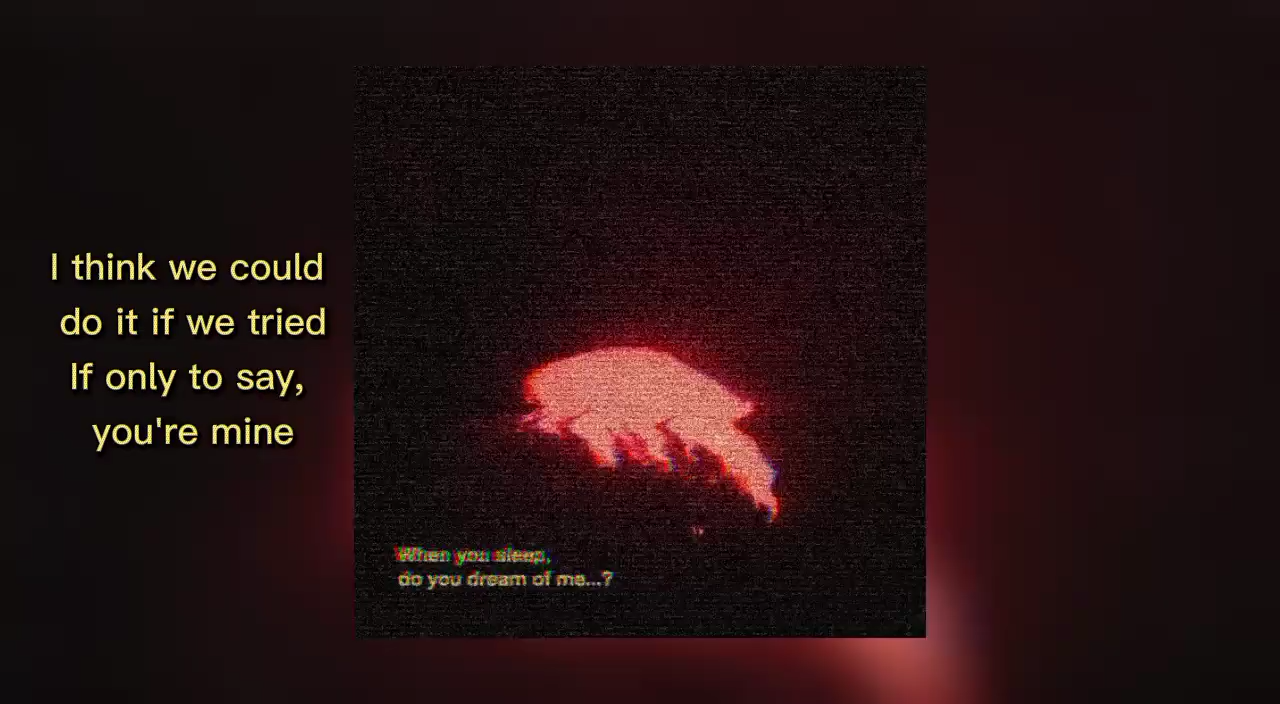 I think we could
do it if we tried
If only to say,
you're mine
When you sleep,
do you dream of me...?